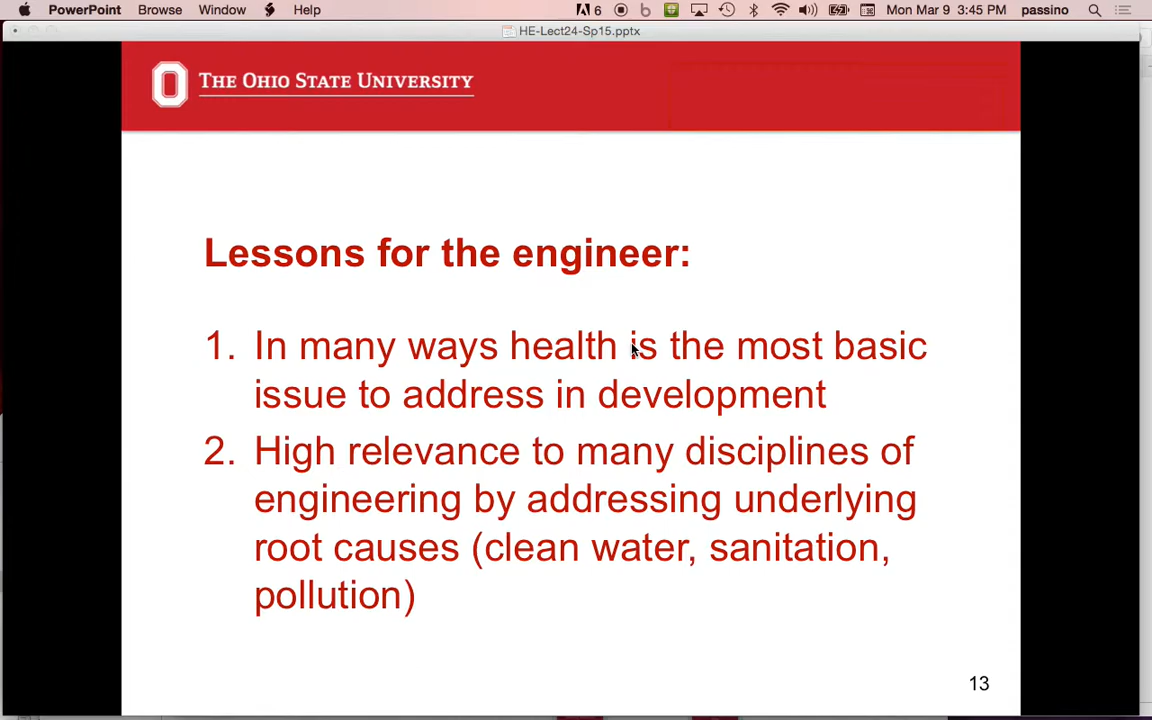 PowerPoint Browse Window Help 6 Mon Mar 9 3:45 PM passino
HE-Lect24-Sp15.pptx
THE OHIO STATE UNIVERSITY
Lessons for the engineer:
1. In many ways health is the most basic
issue to address in development
2. High relevance to many disciplines of
engineering by addressing underlying
root causes (clean water, sanitation,
pollution)
13